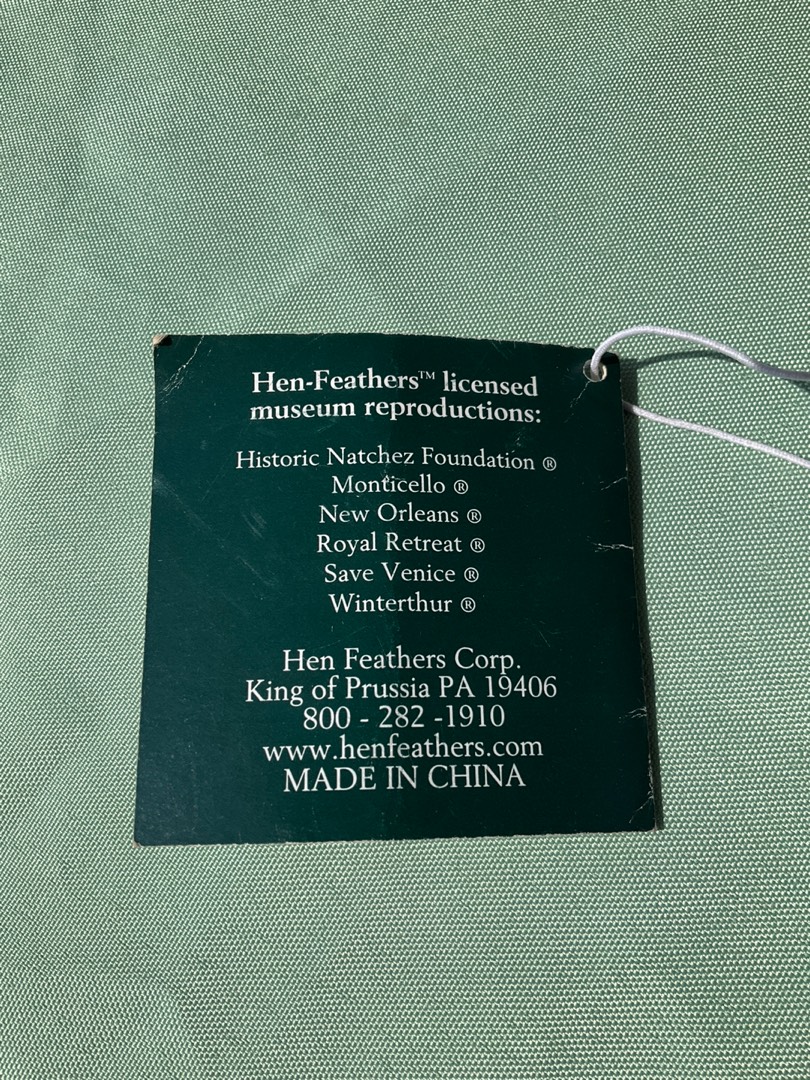 Hen-Feathers™ licensed
museum reproductions:
Historic Natchez Foundation ®
Monticello ®
New Orleans ®
Royal Retreat ®
Save Venice ®
Winterthur ®
Hen Feathers Corp.
King of Prussia PA 19406
800 - 282 -1910
www.henfeathers.com
MADE IN CHINA